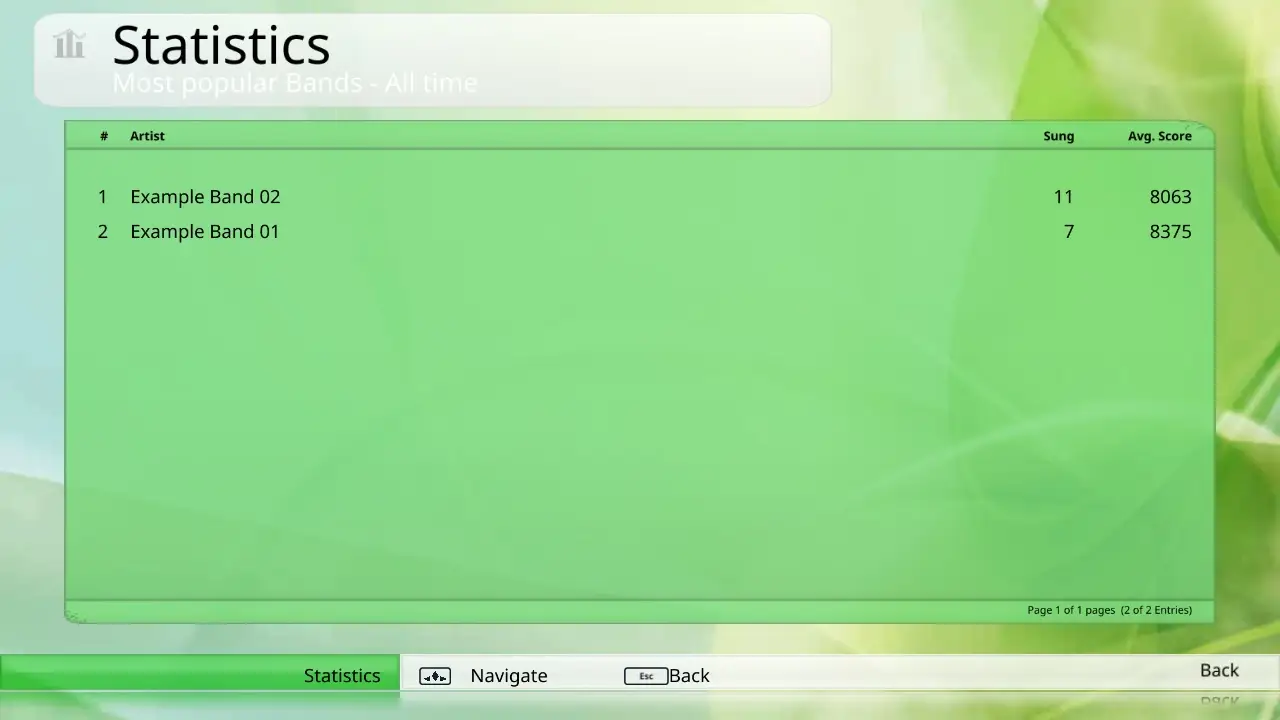 Statistics
Most popular Bands - All time
# Artist Sung Avg. Score
1 Example Band 02 11 8063
2 Example Band 01 7 8375
Page 1 of 1 pages (2 of 2 Entries)
Statistics Navigate Esc Back Back